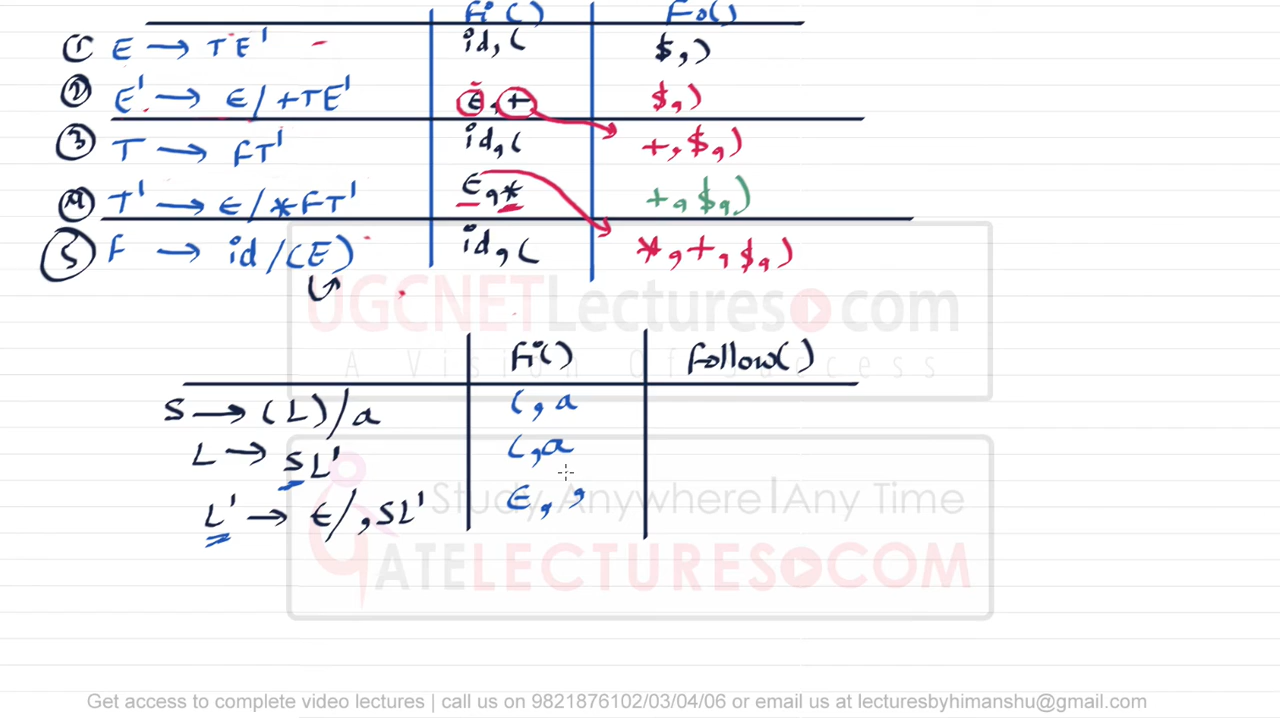 Fi() Fo()
① E → TE' id, ( $, )
② E' → ε/+TE' ε, + $, )
③ T → FT' id, ( +, $, )
④ T' → ε/*FT' ε, * +, $, )
⑤ F → id/(E) id, ( *, +, $, )
UGCNETLectures.com
A Vision Of Success
Fi() Follow()
S → (L)/a (, a
L → SL' (, a
L' → ε/,SL' ε, ,
Study Anywhere|Any Time
GATELECTURES.COM
Get access to complete video lectures | call us on 9821876102/03/04/06 or email us at lecturesbyhimanshu@gmail.com